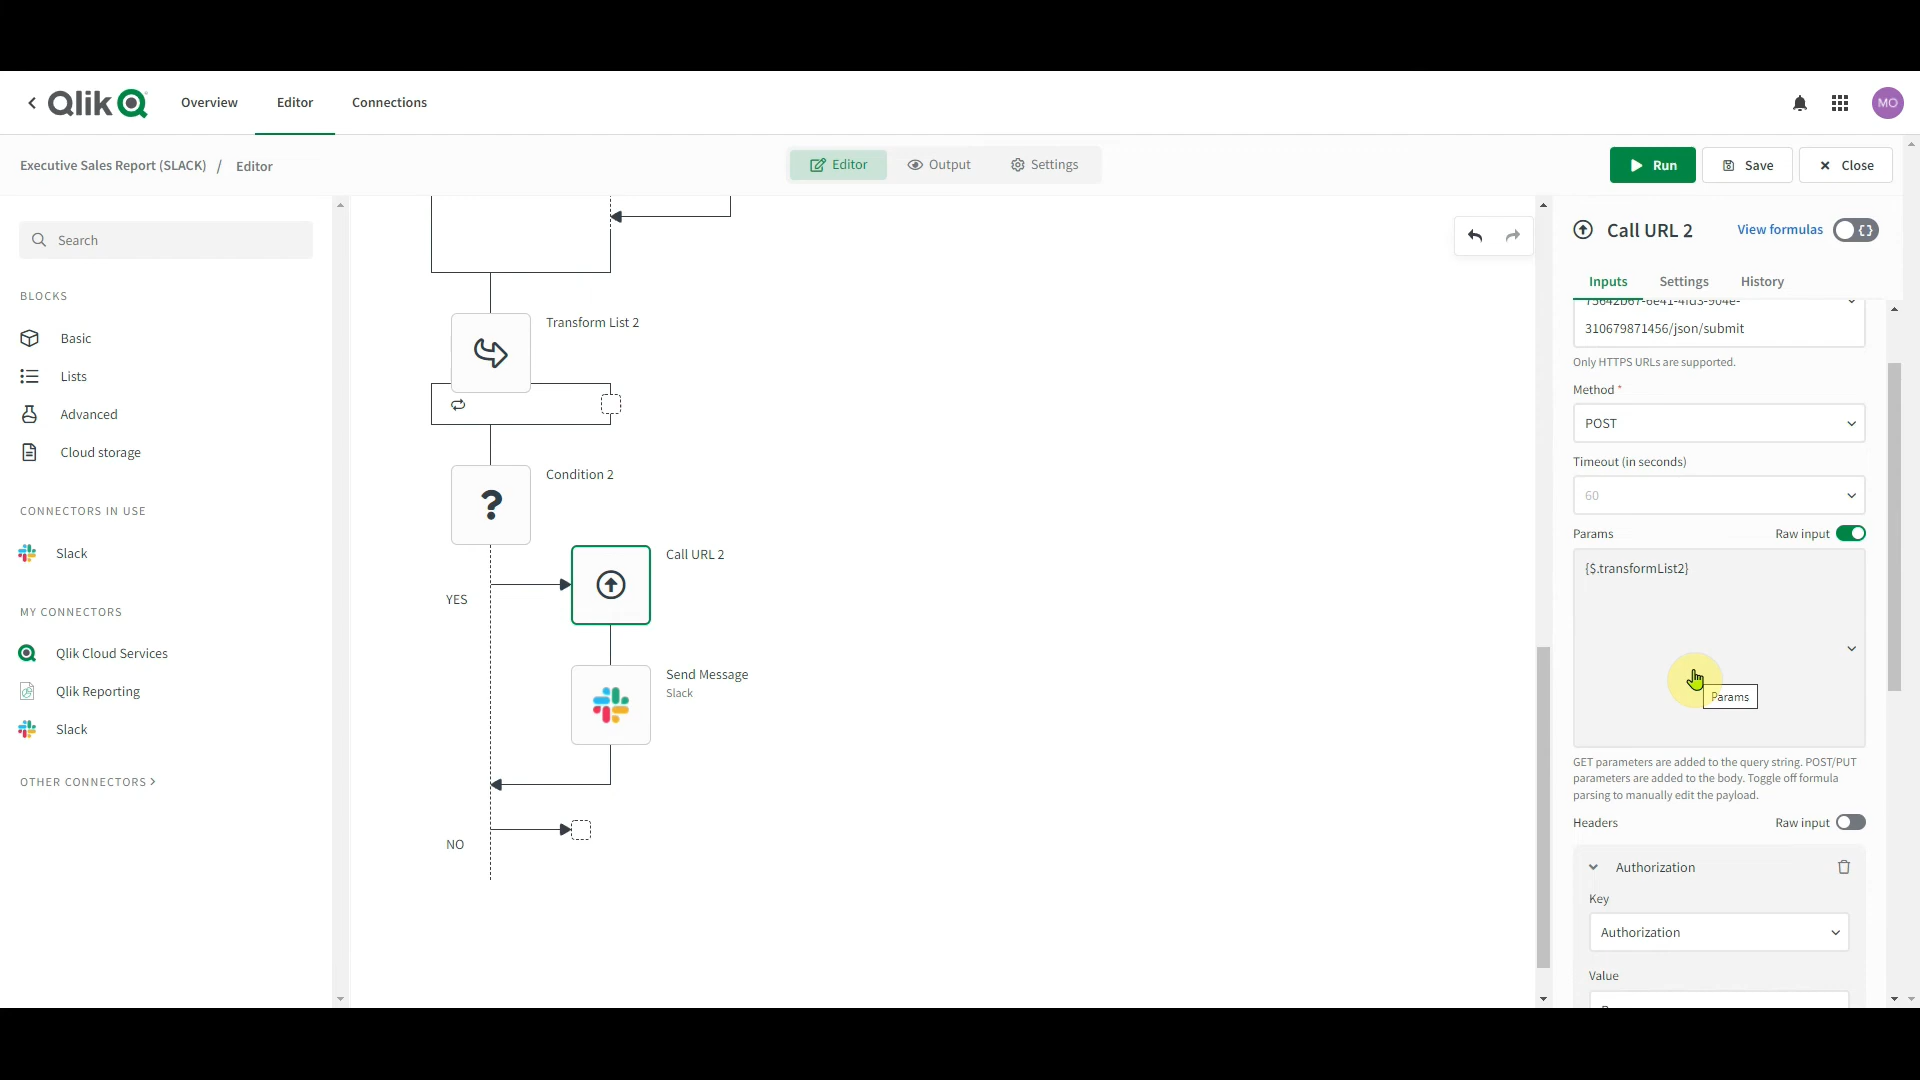 Qlik
Overview
Editor
Connections
MO
Executive Sales Report (SLACK) / Editor
Editor
Output
Settings
Run
Save
Close
Search
BLOCKS
Basic
Lists
Advanced
Cloud storage
CONNECTORS IN USE
Slack
MY CONNECTORS
Qlik Cloud Services
Qlik Reporting
Slack
OTHER CONNECTORS
Transform List 2
Condition 2
?
YES
Call URL 2
Send Message
Slack
NO
Call URL 2
View formulas
{}
Inputs
Settings
History
310679871456/json/submit
Only HTTPS URLs are supported.
Method *
POST
Timeout (in seconds)
60
Params
Raw input
{$.transformList2}
Params
GET parameters are added to the query string. POST/PUT
parameters are added to the body. Toggle off formula
parsing to manually edit the payload.
Headers
Raw input
Authorization
Key
Authorization
Value